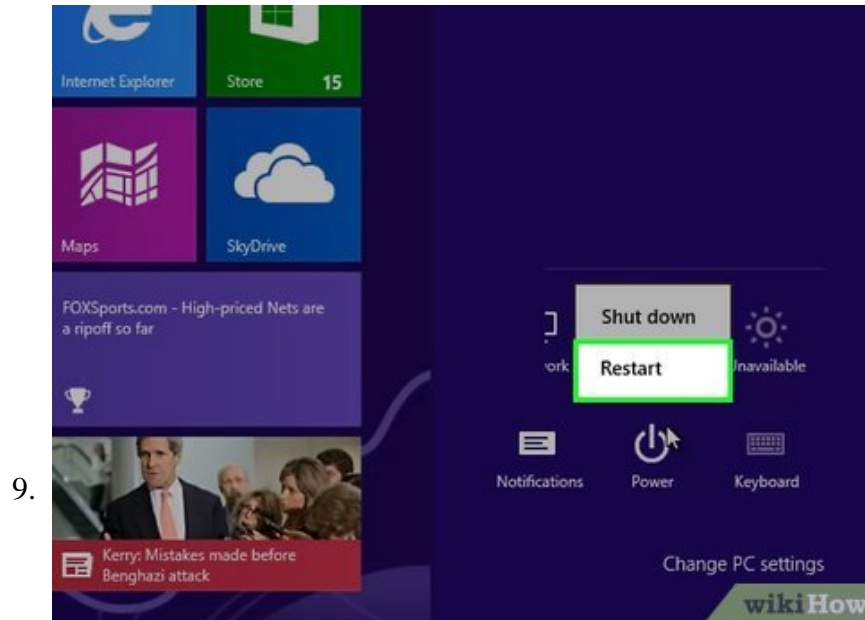 Internet Explorer
Store 15
Maps
SkyDrive
FOXSports.com - High-priced Nets are
a ripoff so far
Shut down
Restart
Unavailable
Notifications
Power
Keyboard
9.
Kerry: Mistakes made before
Benghazi attack
Change PC settings
wikiHow